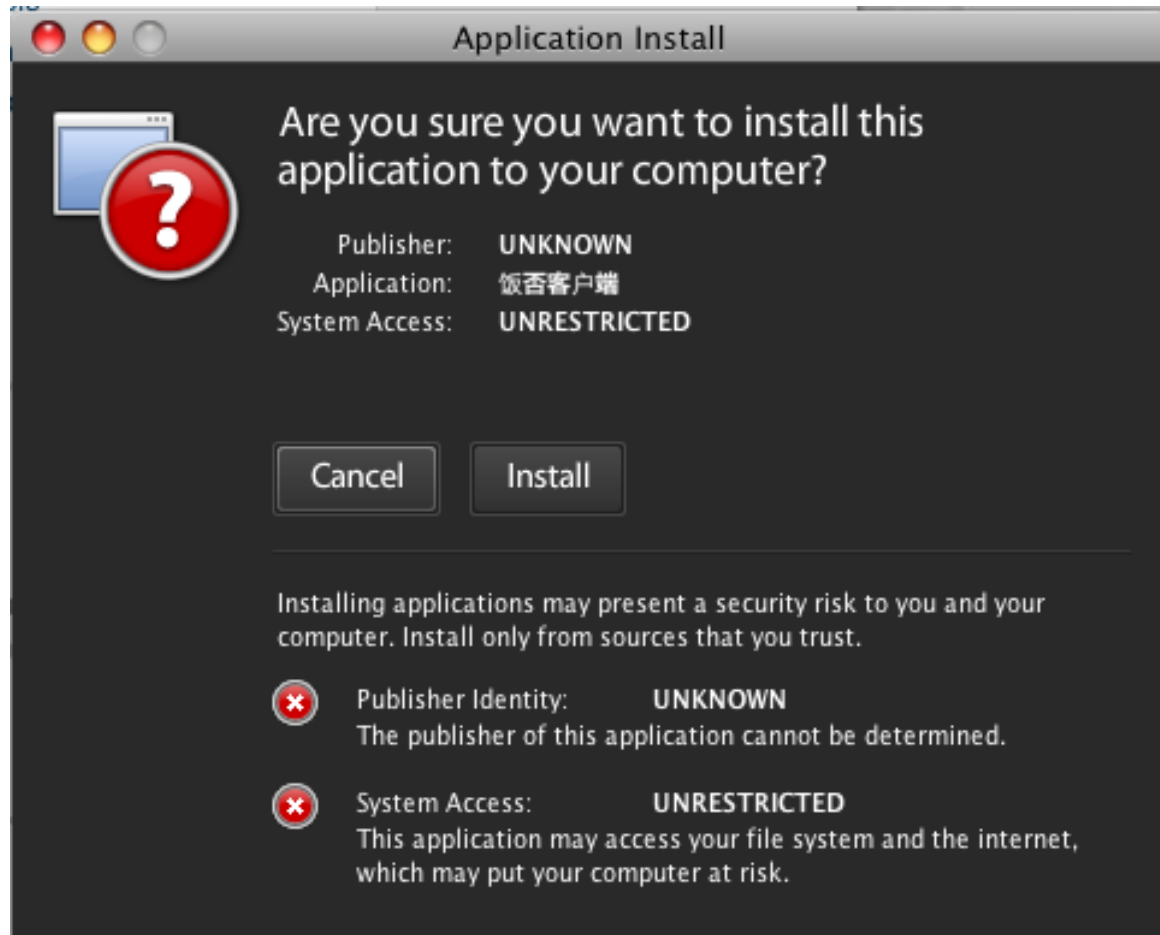 Application Install
Are you sure you want to install this
application to your computer?
Publisher: UNKNOWN
Application: 饭否客户端
System Access: UNRESTRICTED
Cancel Install
Installing applications may present a security risk to you and your
computer. Install only from sources that you trust.
Publisher Identity: UNKNOWN
The publisher of this application cannot be determined.
System Access: UNRESTRICTED
This application may access your file system and the internet,
which may put your computer at risk.